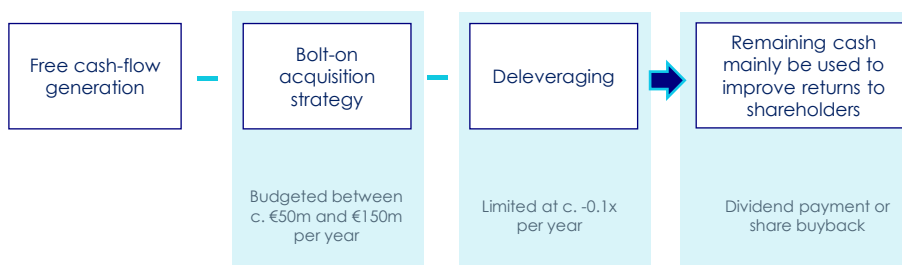 Free cash-flow
generation
Bolt-on
acquisition
strategy
Deleveraging
Remaining cash
mainly be used to
improve returns to
shareholders
Budgeted between
c. €50m and €150m
per year
Limited at c. -0.1x
per year
Dividend payment or
share buyback